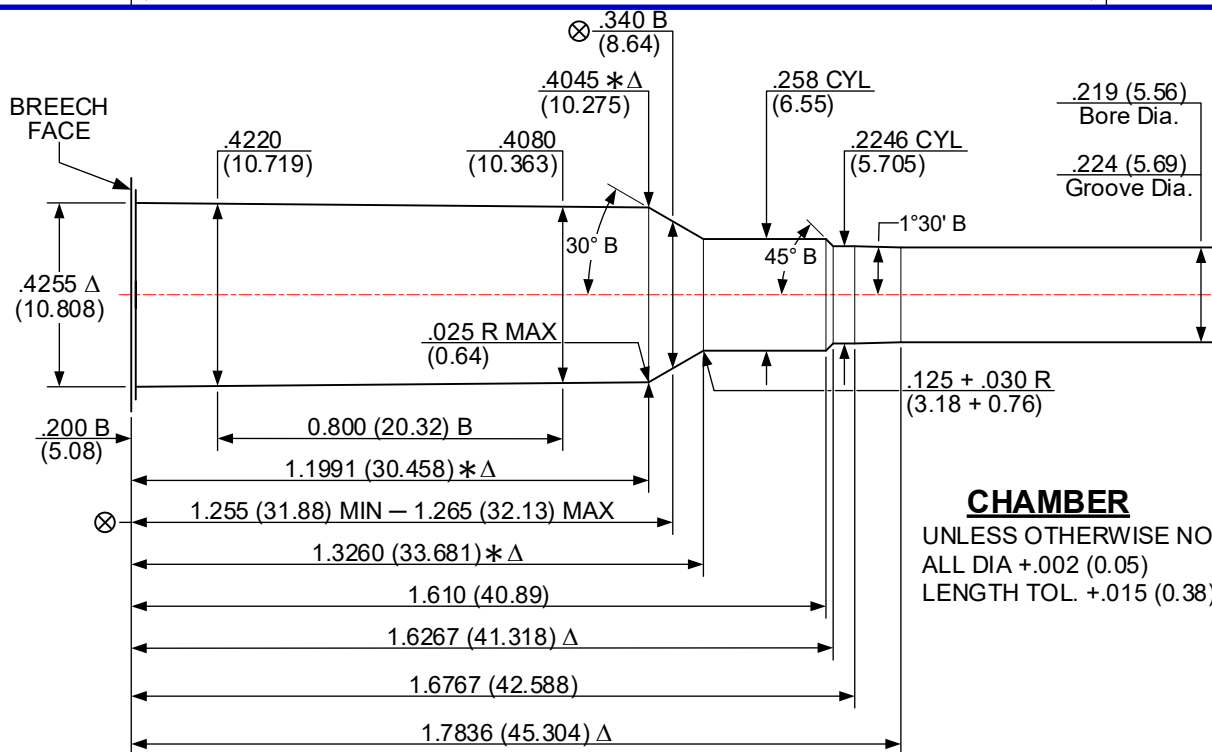 ⊗ .340 B
(8.64)
.4045 ∗ Δ
(10.275)
.258 CYL
(6.55)
.219 (5.56)
Bore Dia.
BREECH
FACE
.4220
(10.719)
.4080
(10.363)
.2246 CYL
(5.705)
.224 (5.69)
Groove Dia.
30° B
45° B
1°30' B
.4255 Δ
(10.808)
.025 R MAX
(0.64)
.125 + .030 R
(3.18 + 0.76)
.200 B
(5.08)
0.800 (20.32) B
1.1991 (30.458) ∗ Δ
⊗ 1.255 (31.88) MIN – 1.265 (32.13) MAX
1.3260 (33.681) ∗ Δ
1.610 (40.89)
1.6267 (41.318) Δ
1.6767 (42.588)
1.7836 (45.304) Δ
CHAMBER
UNLESS OTHERWISE NO
ALL DIA +.002 (0.05)
LENGTH TOL. +.015 (0.38)